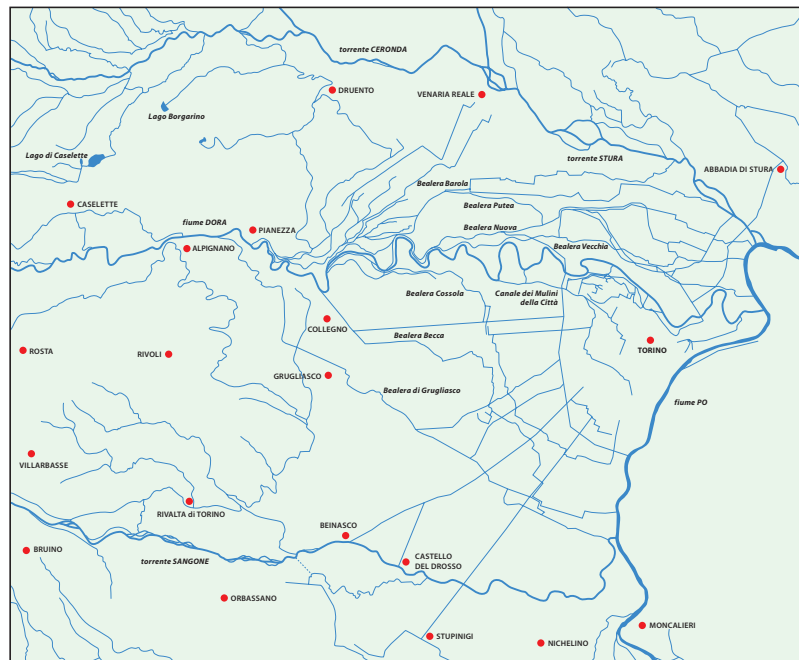 torrente CERONDA
DRUENTO
VENARIA REALE
Lago Borgarino
Lago di Caselette
torrente STURA
ABBADIA DI STURA
Bealera Barola
CASELETTE
Bealera Putea
fiume DORA
PIANEZZA
Bealera Nuova
ALPIGNANO
Bealera Vecchia
Bealera Cossola
Canale dei Mulini
della Città
COLLEGNO
Bealera Becca
TORINO
ROSTA
RIVOLI
GRUGLIASCO
Bealera di Grugliasco
fiume PO
VILLARBASSE
RIVALTA di TORINO
BEINASCO
BRUINO
torrente SANGONE
CASTELLO
DEL DROSSO
ORBASSANO
MONCALIERI
STUPINIGI
NICHELINO